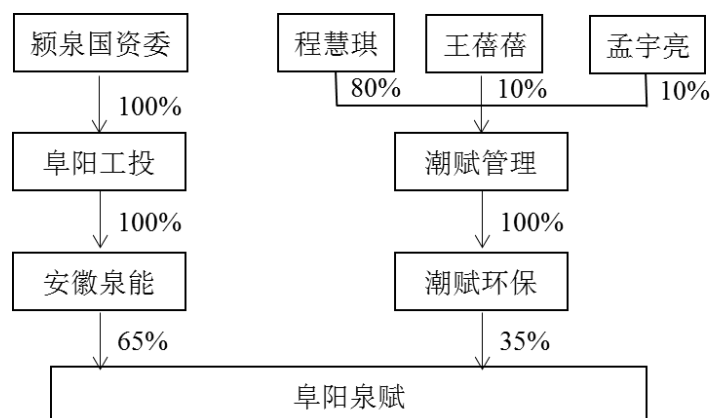 颍泉国资委
程慧琪
王蓓蓓
孟宇亮
80%
10%
10%
100%
阜阳工投
潮赋管理
100%
100%
安徽泉能
潮赋环保
65%
35%
阜阳泉赋